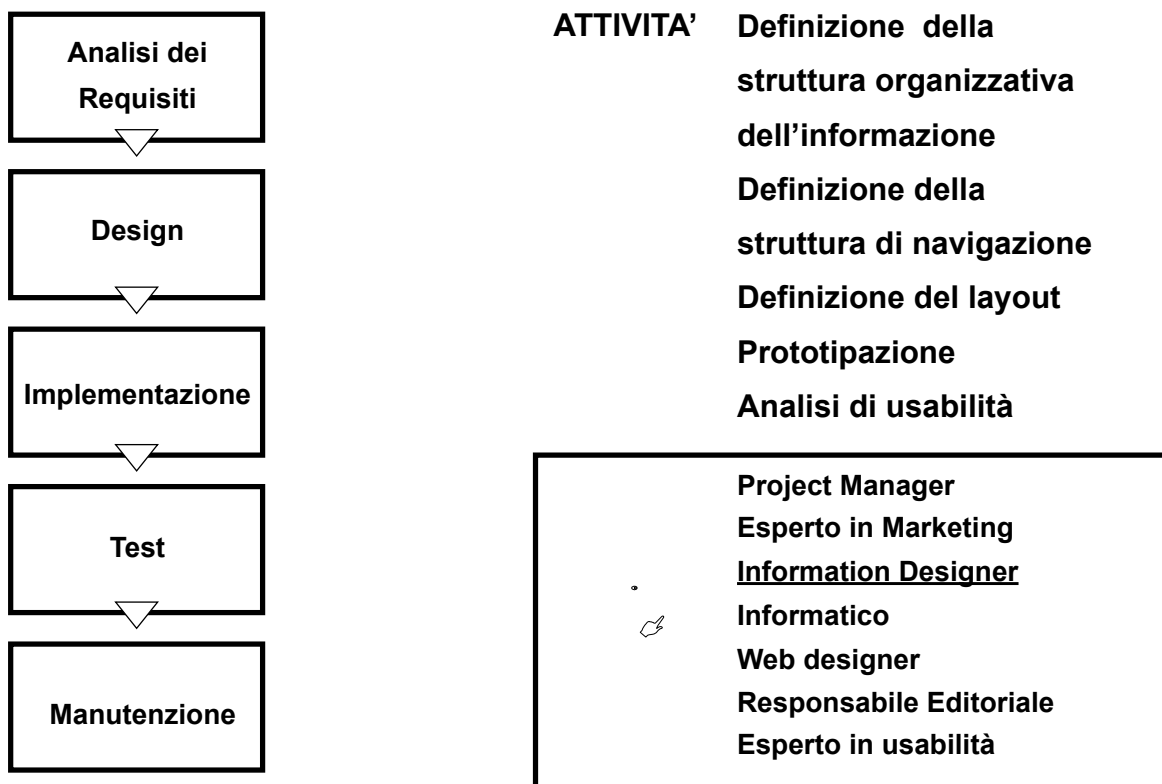 Analisi dei
Requisiti
Design
Implementazione
Test
Manutenzione
ATTIVITA’ Definizione della
struttura organizzativa
dell’informazione
Definizione della
struttura di navigazione
Definizione del layout
Prototipazione
Analisi di usabilità
Project Manager
Esperto in Marketing
Information Designer
Informatico
Web designer
Responsabile Editoriale
Esperto in usabilità